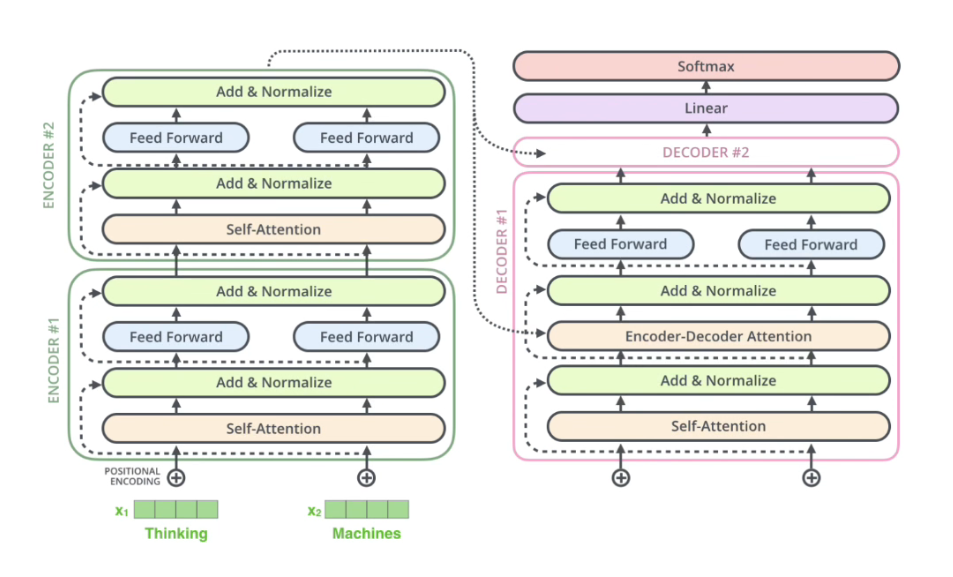 ENCODER #2
Add & Normalize
Feed Forward
Feed Forward
Add & Normalize
Self-Attention
ENCODER #1
Add & Normalize
Feed Forward
Feed Forward
Add & Normalize
Self-Attention
POSITIONAL
ENCODING
x1
x2
Thinking
Machines
Softmax
Linear
DECODER #2
DECODER #1
Add & Normalize
Feed Forward
Feed Forward
Add & Normalize
Encoder-Decoder Attention
Add & Normalize
Self-Attention